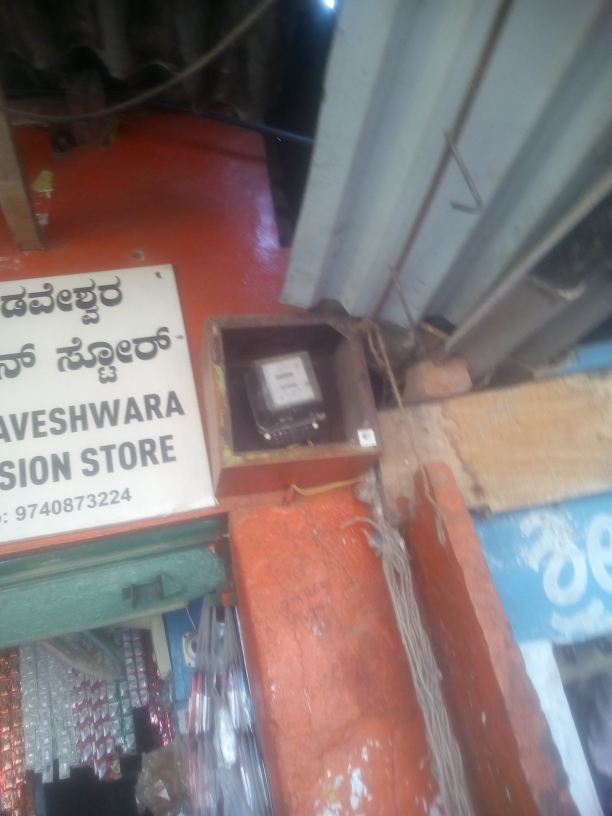 ಡವೇಶ್ವರ
ನ್ ಸ್ಟೋರ್
AVESHWARA
SION STORE
: 9740873224
ಶ್ರೀ